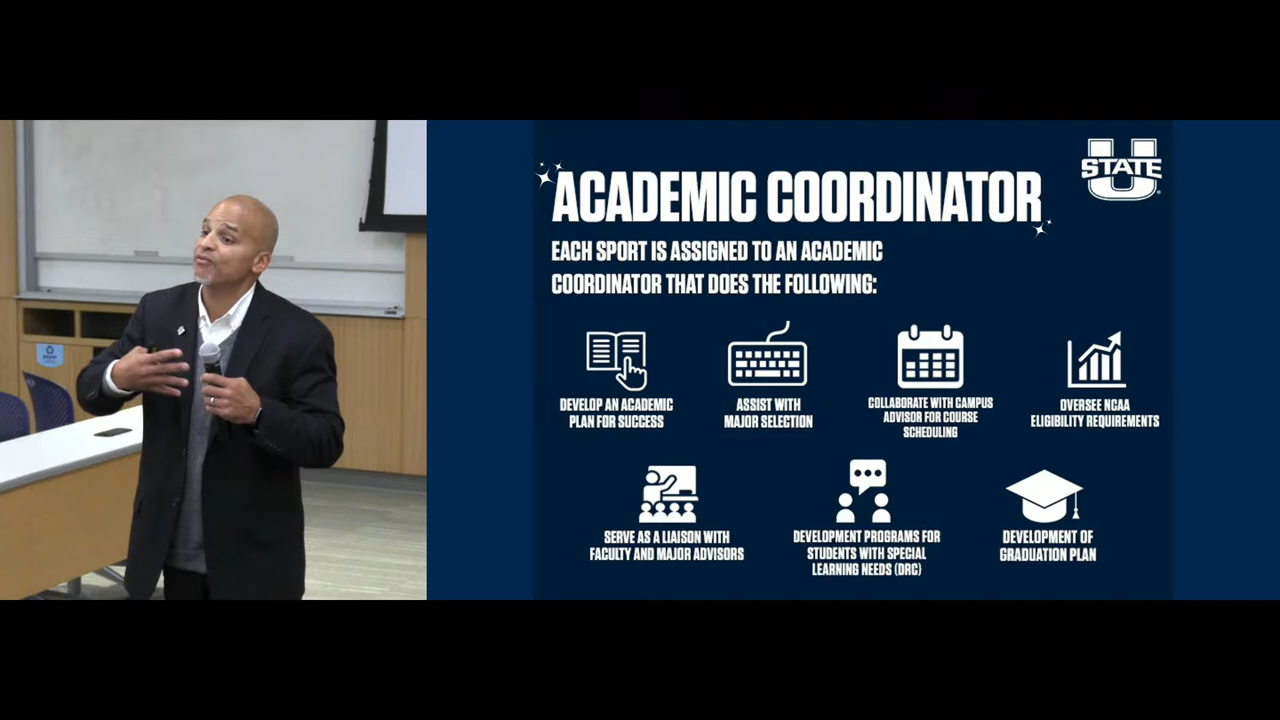 ACADEMIC COORDINATOR
U STATE
EACH SPORT IS ASSIGNED TO AN ACADEMIC
COORDINATOR THAT DOES THE FOLLOWING:
DEVELOP AN ACADEMIC
PLAN FOR SUCCESS
ASSIST WITH
MAJOR SELECTION
COLLABORATE WITH CAMPUS
ADVISOR FOR COURSE
SCHEDULING
OVERSEE NCAA
ELIGIBILITY REQUIREMENTS
SERVE AS A LIAISON WITH
FACULTY AND MAJOR ADVISORS
DEVELOPMENT PROGRAMS FOR
STUDENTS WITH SPECIAL
LEARNING NEEDS (DRC)
DEVELOPMENT OF
GRADUATION PLAN